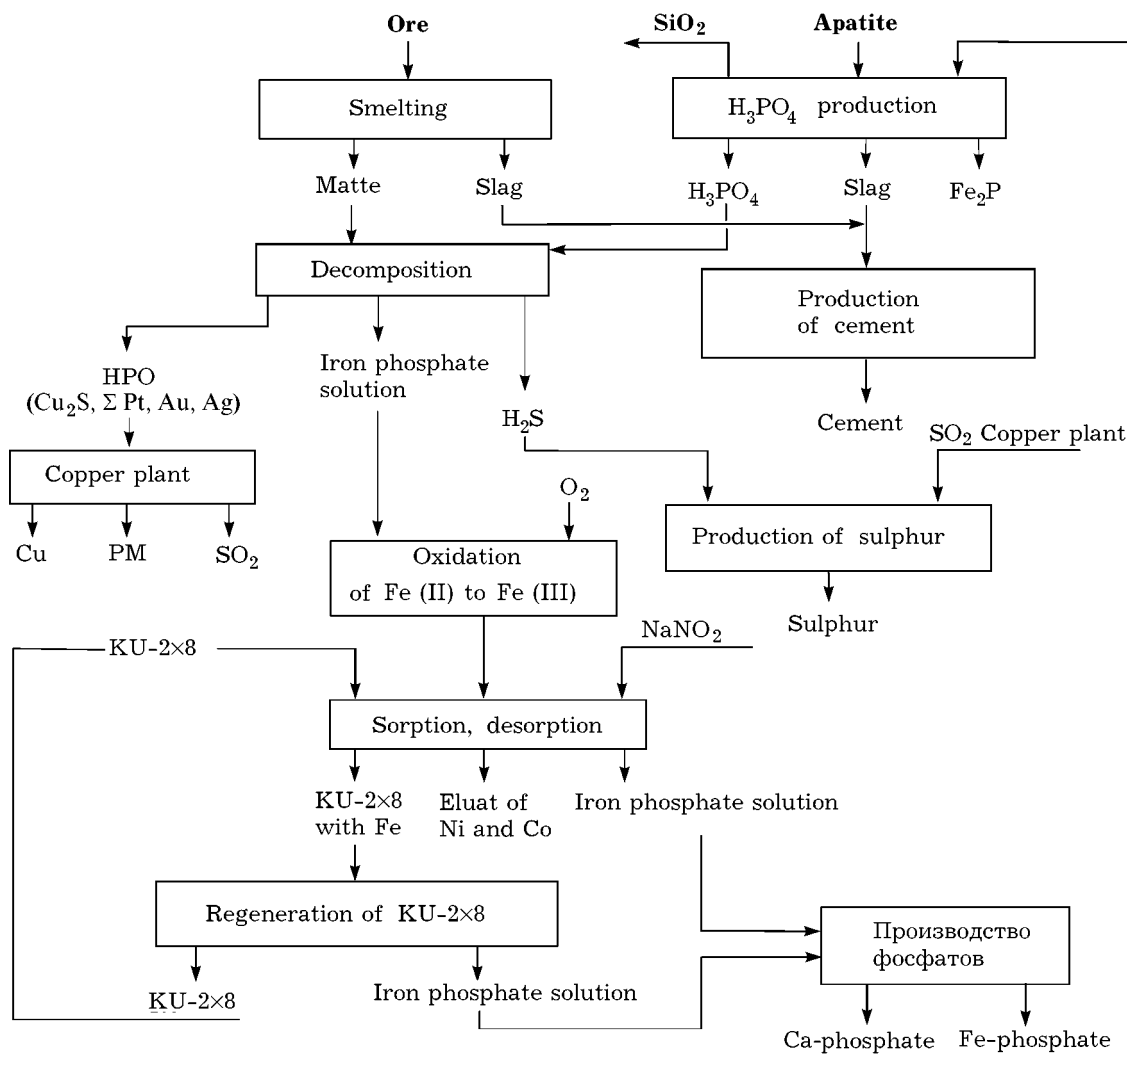 Ore
SiO2
Apatite
Smelting
H3PO4 production
Matte
Slag
H3PO4
Slag
Fe2P
Decomposition
Production
of cement
HPO
(Cu2S, Σ Pt, Au, Ag)
Iron phosphate
solution
H2S
Cement
SO2 Copper plant
Copper plant
O2
Cu
PM
SO2
Oxidation
of Fe (II) to Fe (III)
Production of sulphur
Sulphur
NaNO2
KU-2×8
Sorption, desorption
KU-2×8
with Fe
Eluat of
Ni and Co
Iron phosphate solution
Regeneration of KU-2×8
Производство
фосфатов
KU-2×8
Iron phosphate solution
Ca-phosphate
Fe-phosphate